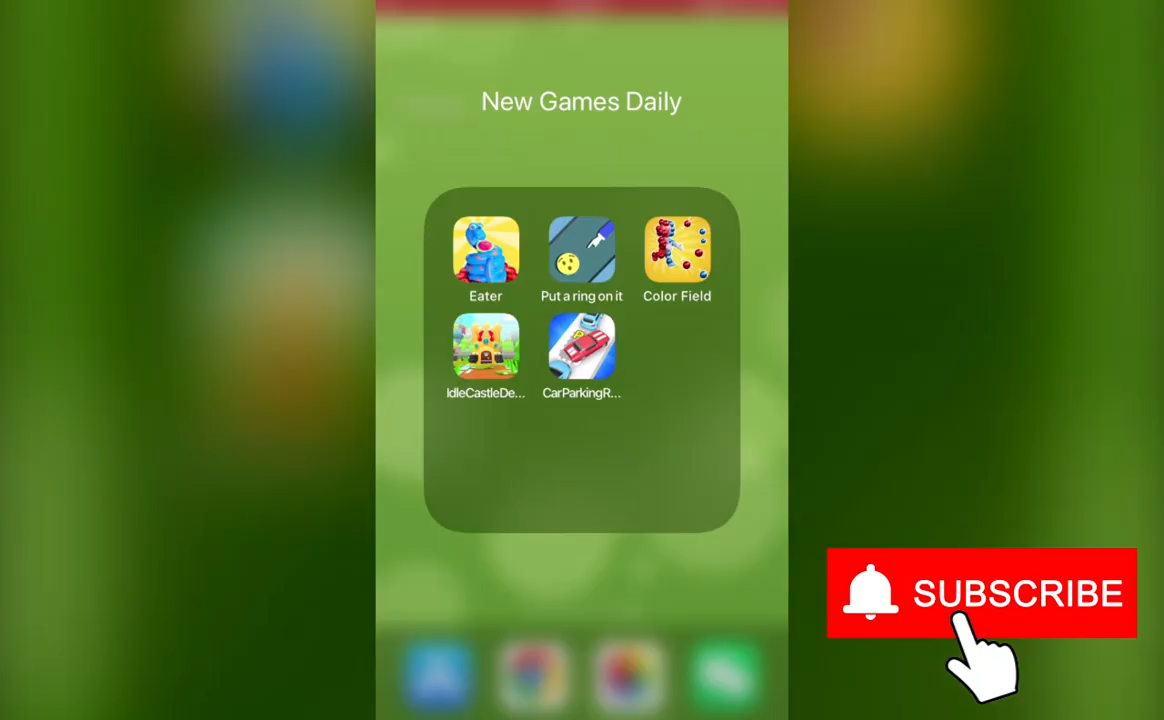 New Games Daily
Eater
Put a ring on it
Color Field
IdleCastleDe...
CarParkingR...
SUBSCRIBE